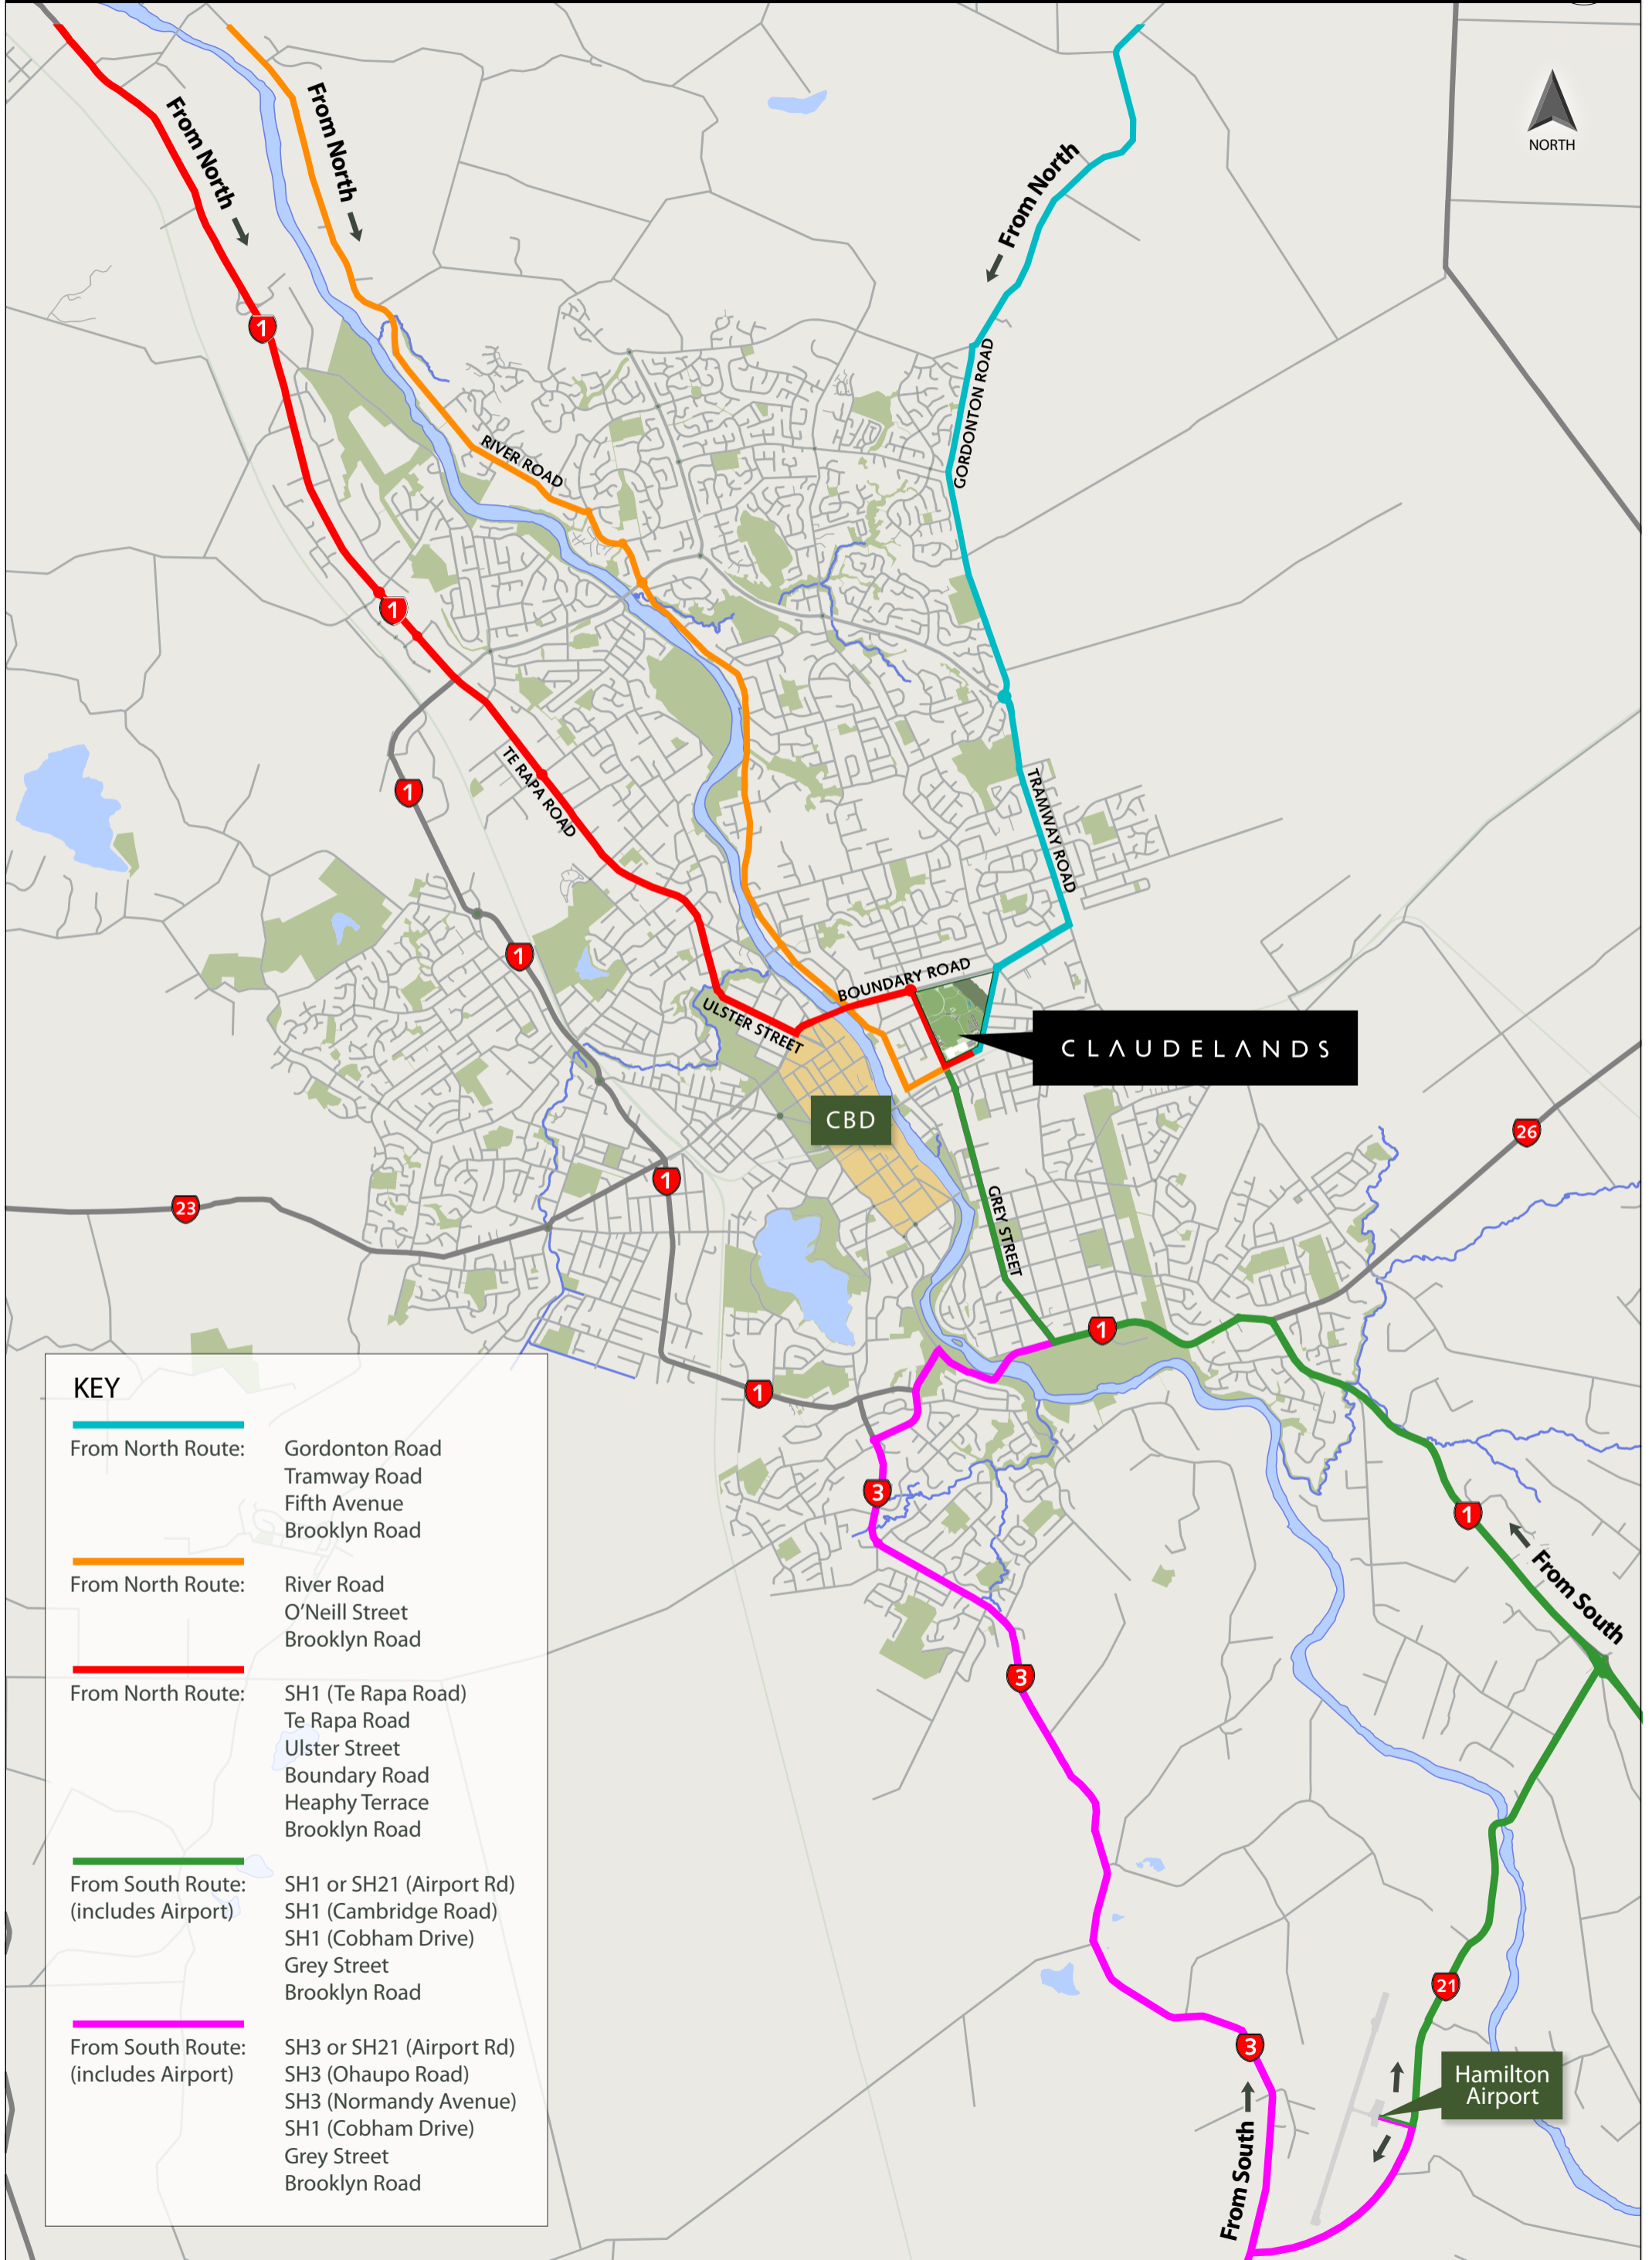 NORTH
From North
From North
From North
1
GORDONTON ROAD
RIVER ROAD
1
TE RAPA ROAD
1
TRAMWAY ROAD
1
BOUNDARY ROAD
ULSTER STREET
CLAUDELANDS
CBD
26
1
23
GREY STREET
1
1
3
1
From South
3
21
3
Hamilton
Airport
From South
KEY
From North Route: Gordonton Road
Tramway Road
Fifth Avenue
Brooklyn Road
From North Route: River Road
O'Neill Street
Brooklyn Road
From North Route: SH1 (Te Rapa Road)
Te Rapa Road
Ulster Street
Boundary Road
Heaphy Terrace
Brooklyn Road
From South Route: SH1 or SH21 (Airport Rd)
(includes Airport) SH1 (Cambridge Road)
SH1 (Cobham Drive)
Grey Street
Brooklyn Road
From South Route: SH3 or SH21 (Airport Rd)
(includes Airport) SH3 (Ohaupo Road)
SH3 (Normandy Avenue)
SH1 (Cobham Drive)
Grey Street
Brooklyn Road